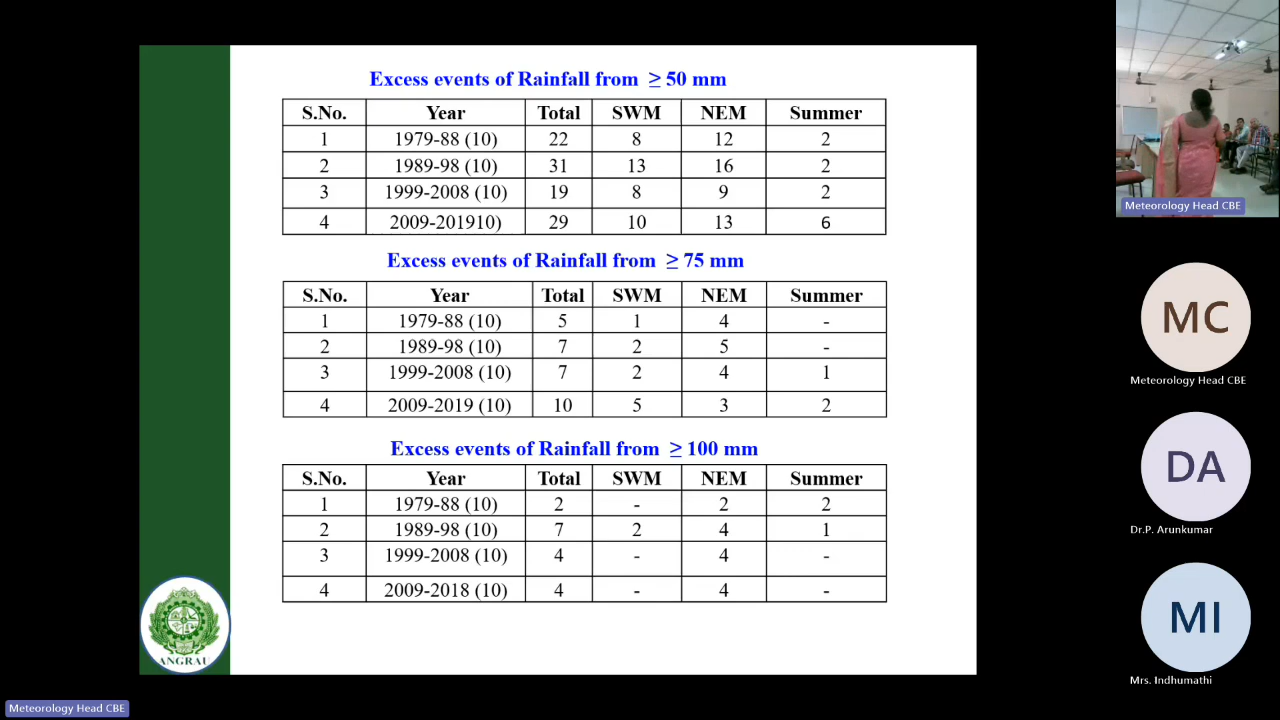 Excess events of Rainfall from ≥ 50 mm
S.No. Year Total SWM NEM Summer
1 1979-88 (10) 22 8 12 2
2 1989-98 (10) 31 13 16 2
3 1999-2008 (10) 19 8 9 2
4 2009-201910) 29 10 13 6
Excess events of Rainfall from ≥ 75 mm
S.No. Year Total SWM NEM Summer
1 1979-88 (10) 5 1 4 -
2 1989-98 (10) 7 2 5 -
3 1999-2008 (10) 7 2 4 1
4 2009-2019 (10) 10 5 3 2
Excess events of Rainfall from ≥ 100 mm
S.No. Year Total SWM NEM Summer
1 1979-88 (10) 2 - 2 2
2 1989-98 (10) 7 2 4 1
3 1999-2008 (10) 4 - 4 -
4 2009-2018 (10) 4 - 4 -
ANGRAU
Meteorology Head CBE
Meteorology Head CBE
MC
Meteorology Head CBE
DA
Dr.P. Arunkumar
MI
Mrs. Indhumathi